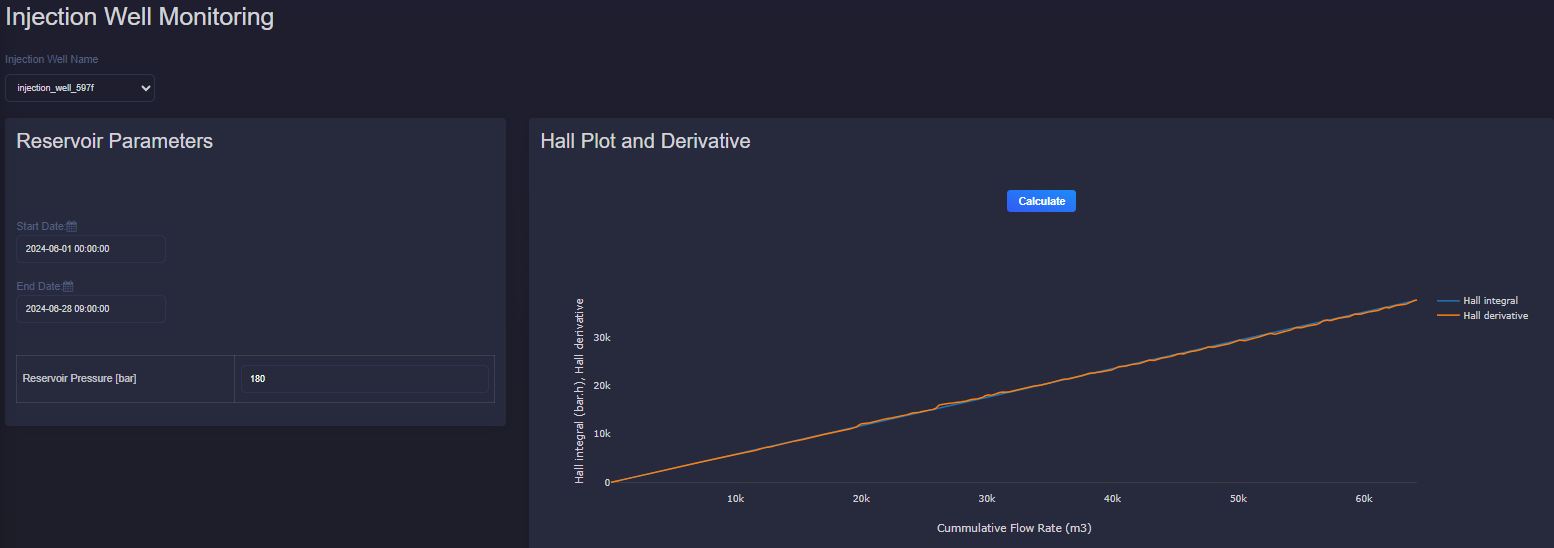 Injection Well Monitoring
Injection Well Name
injection_well_597f
Reservoir Parameters
Start Date:
2024-06-01 00:00:00
End Date:
2024-06-28 09:00:00
Reservoir Pressure [bar] 180
Hall Plot and Derivative
Calculate
Hall integral
Hall derivative
Hall integral (bar.h), Hall derivative
30k
20k
10k
0
10k 20k 30k 40k 50k 60k
Cummulative Flow Rate (m3)